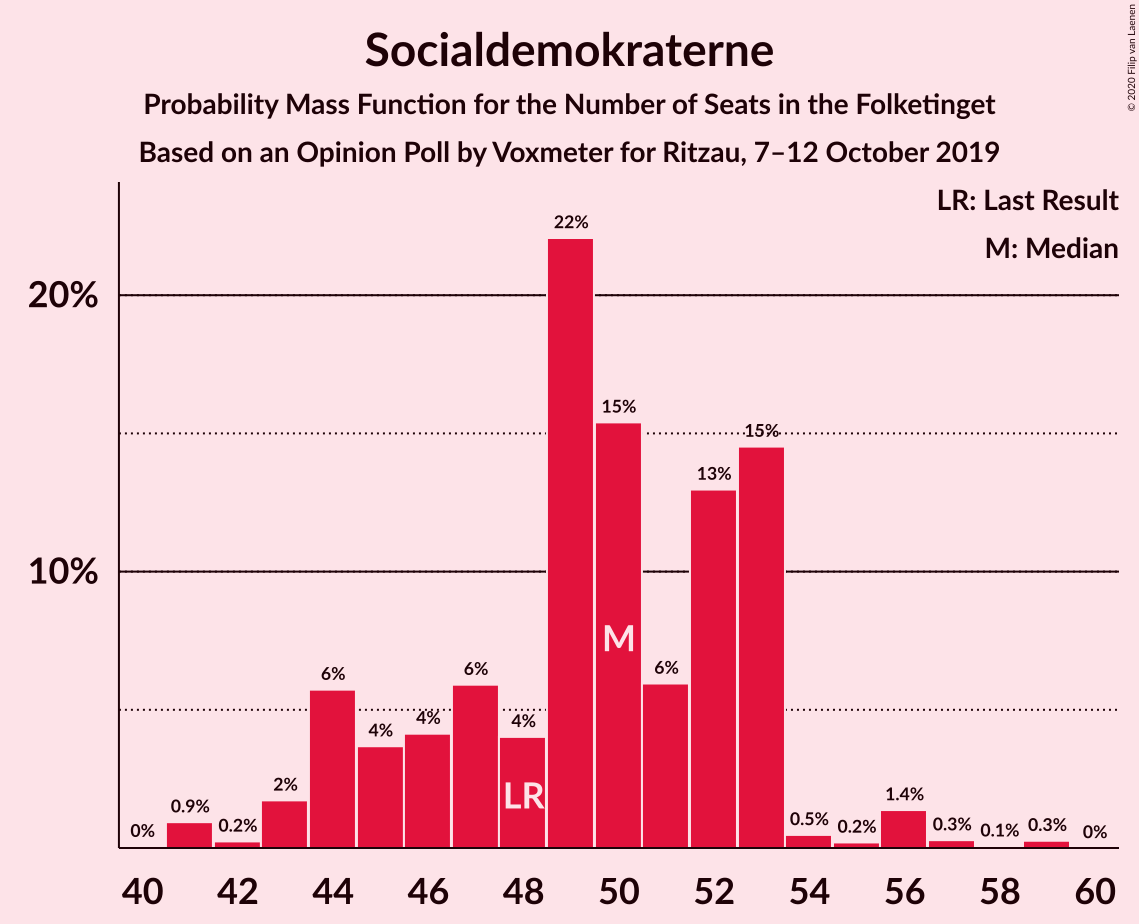 Socialdemokraterne
Probability Mass Function for the Number of Seats in the Folketinget
Based on an Opinion Poll by Voxmeter for Ritzau, 7–12 October 2019
© 2020 Filip van Laenen
LR: Last Result
M: Median
20%
10%
0%
0.9%
0.2%
2%
6%
4%
4%
6%
4%
22%
15%
6%
13%
15%
0.5%
0.2%
1.4%
0.3%
0.1%
0.3%
0%
LR
M
40 42 44 46 48 50 52 54 56 58 60